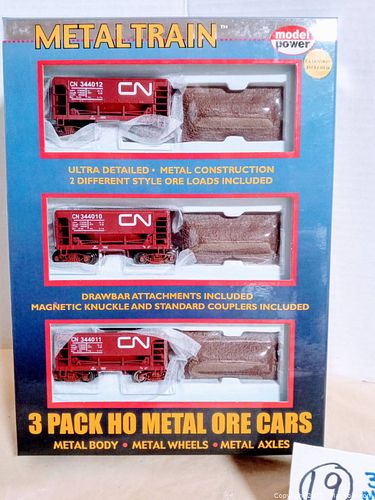 METALTRAIN™
model
power
CN 344012
CN
ULTRA DETAILED • METAL CONSTRUCTION
2 DIFFERENT STYLE ORE LOADS INCLUDED
CN 344010
CN
DRAWBAR ATTACHMENTS INCLUDED
MAGNETIC KNUCKLE AND STANDARD COUPLERS INCLUDED
CN 344011
CN
3 PACK HO METAL ORE CARS
METAL BODY • METAL WHEELS • METAL AXLES
19